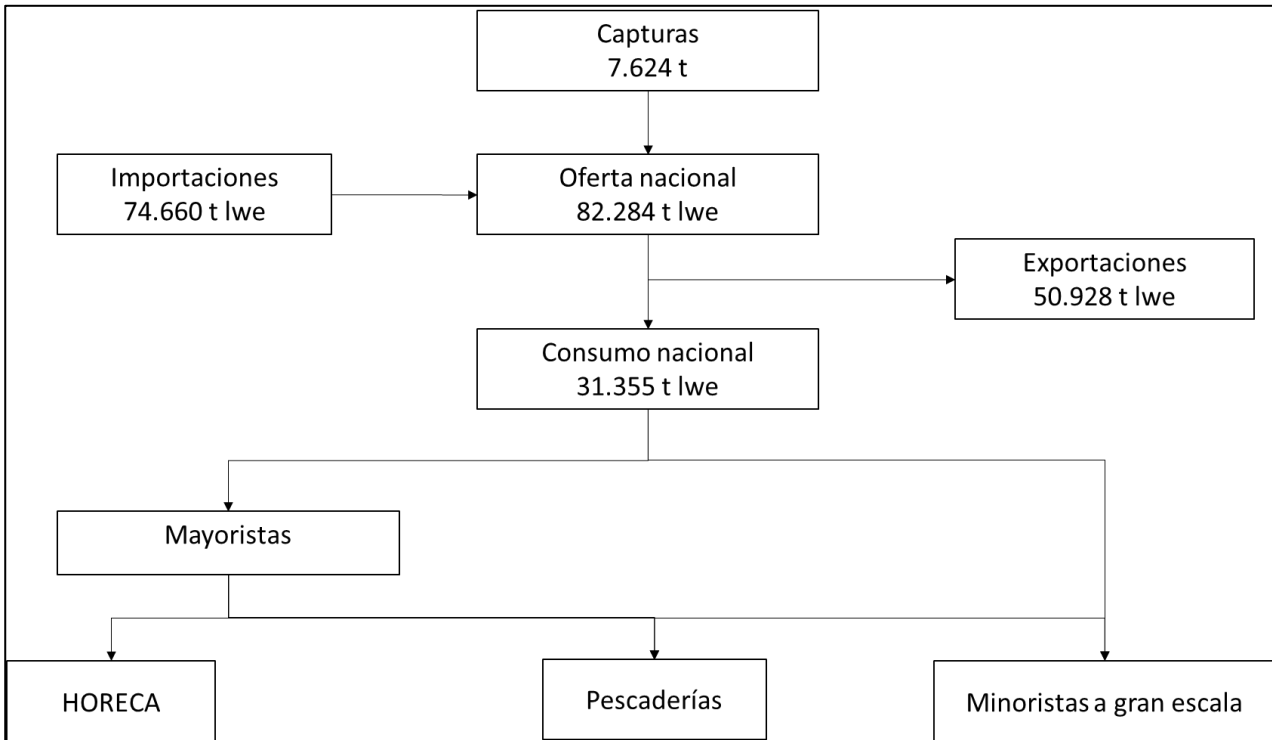 Capturas
7.624 t
Importaciones
74.660 t lwe
Oferta nacional
82.284 t lwe
Exportaciones
50.928 t lwe
Consumo nacional
31.355 t lwe
Mayoristas
HORECA
Pescaderías
Minoristas a gran escala